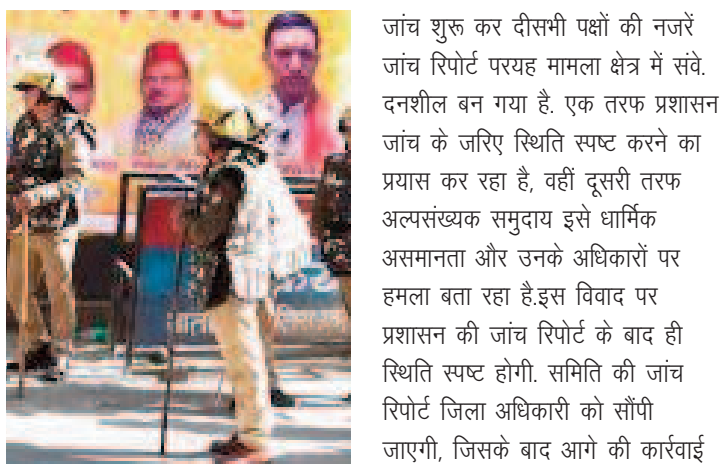 जांच शुरू कर दीसभी पक्षों की नजरें
जांच रिपोर्ट परयह मामला क्षेत्र में संवे.
दनशील बन गया है. एक तरफ प्रशासन
जांच के जरिए स्थिति स्पष्ट करने का
प्रयास कर रहा है, वहीं दूसरी तरफ
अल्पसंख्यक समुदाय इसे धार्मिक
असमानता और उनके अधिकारों पर
हमला बता रहा है.इस विवाद पर
प्रशासन की जांच रिपोर्ट के बाद ही
स्थिति स्पष्ट होगी. समिति की जांच
रिपोर्ट जिला अधिकारी को सौंपी
जाएगी, जिसके बाद आगे की कार्रवाई